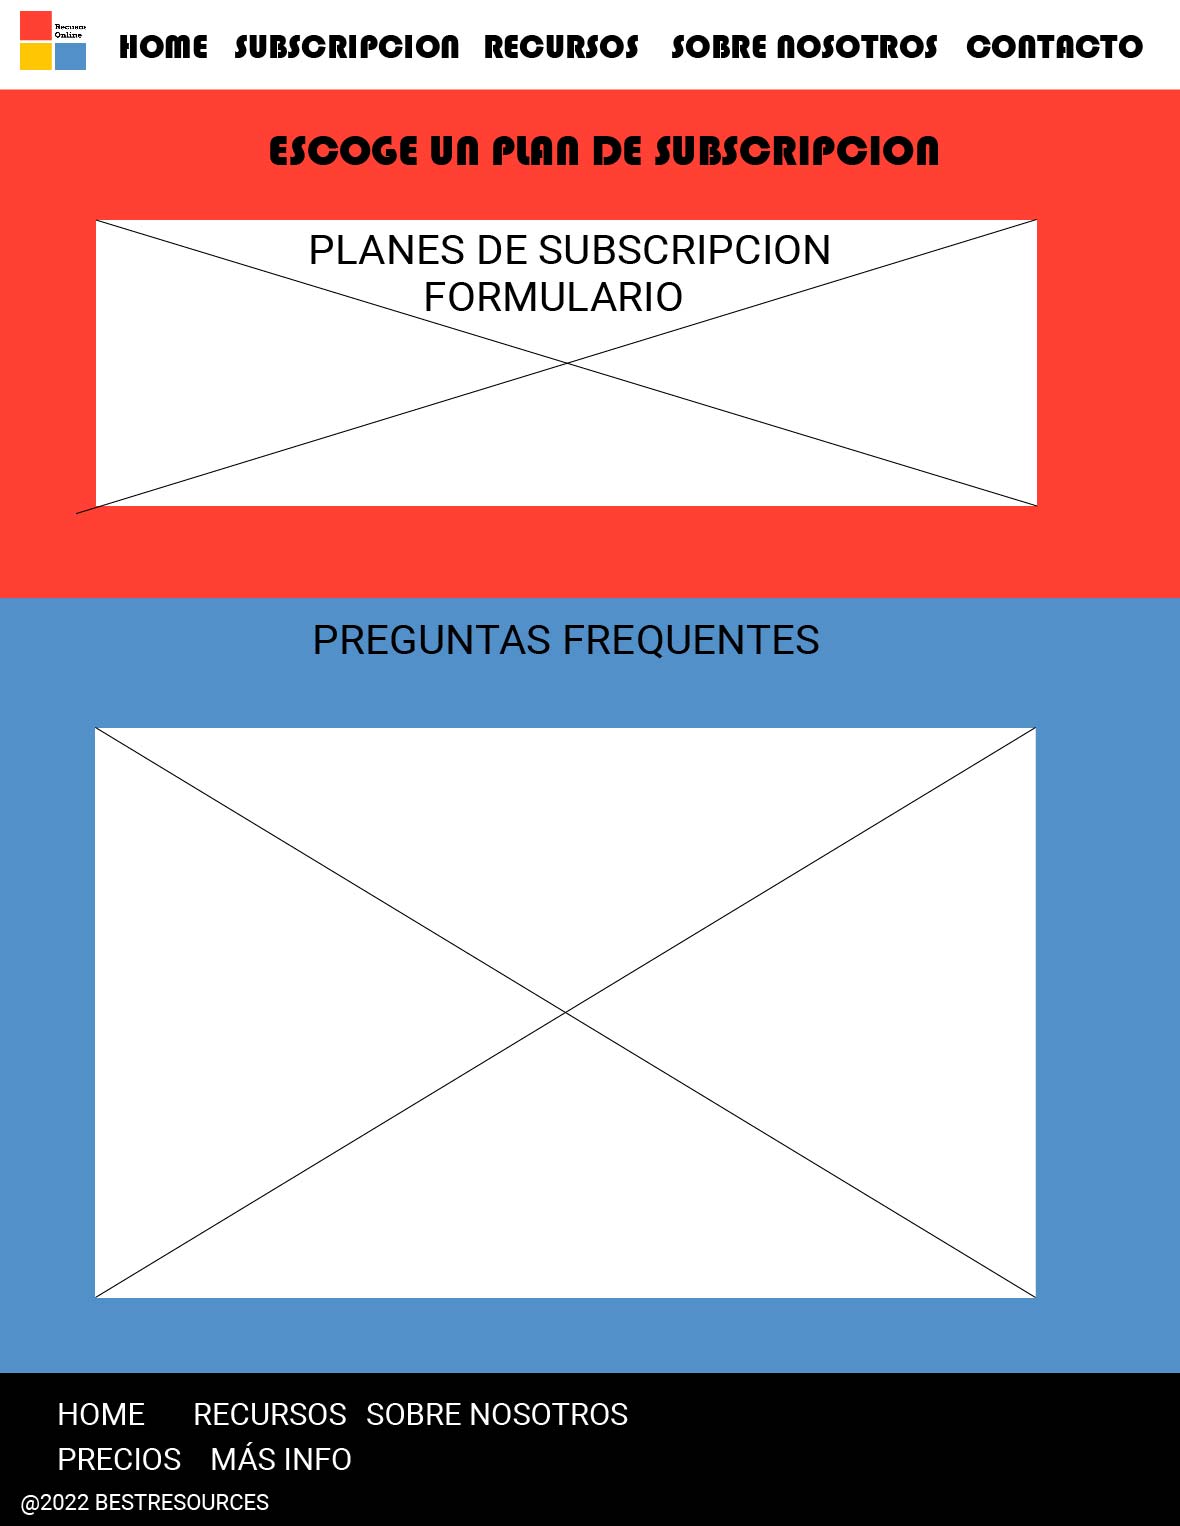 Recursos
Online
HOME SUBSCRIPCION RECURSOS SOBRE NOSOTROS CONTACTO
ESCOGE UN PLAN DE SUBSCRIPCION
PLANES DE SUBSCRIPCION
FORMULARIO
PREGUNTAS FREQUENTES
HOME RECURSOS SOBRE NOSOTROS
PRECIOS MÁS INFO
@2022 BESTRESOURCES